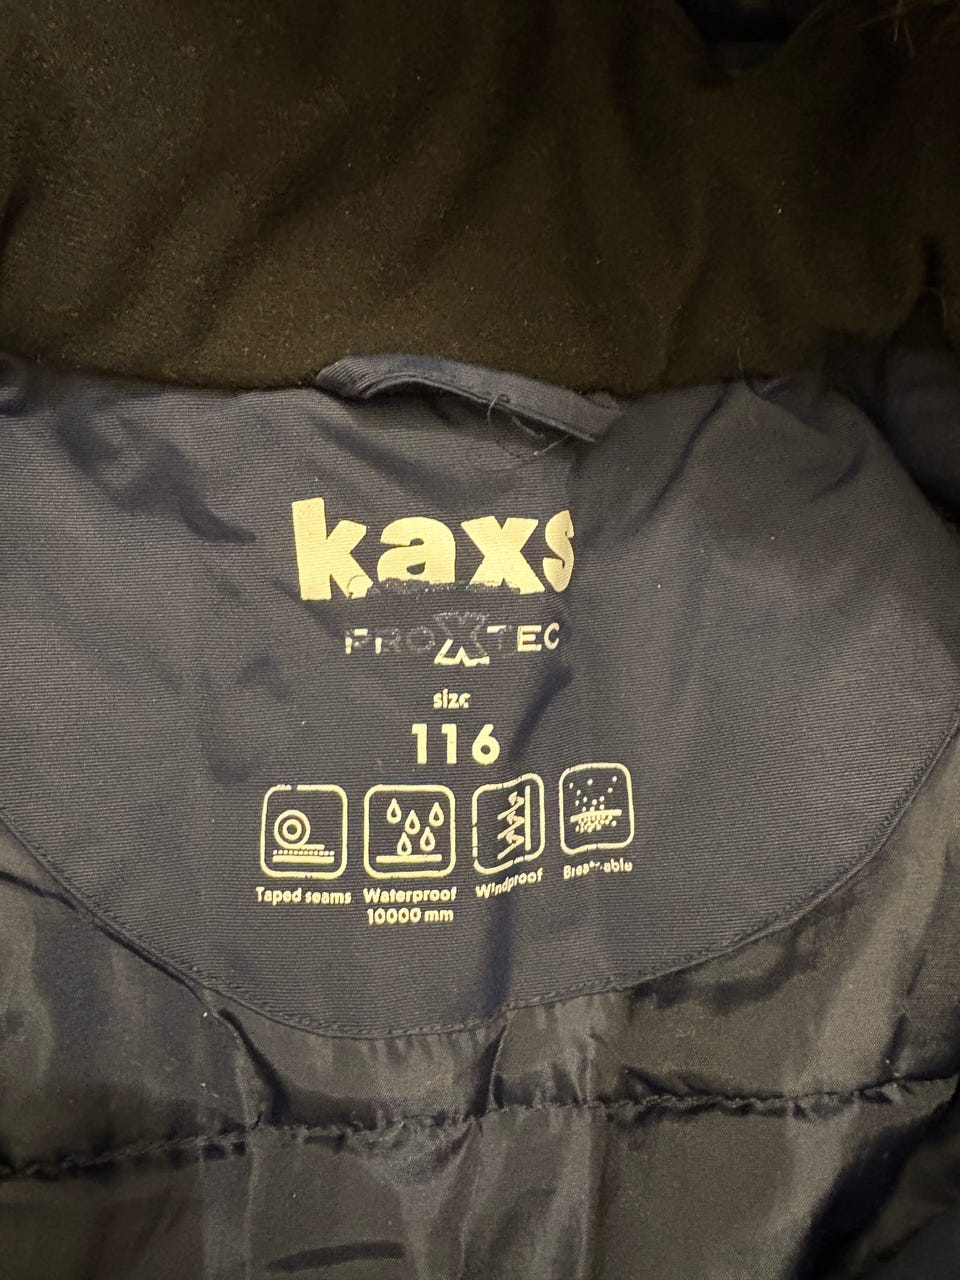 kaxs
PROXTEC
size
116
Taped seams
Waterproof
10000 mm
Windproof
Breathable